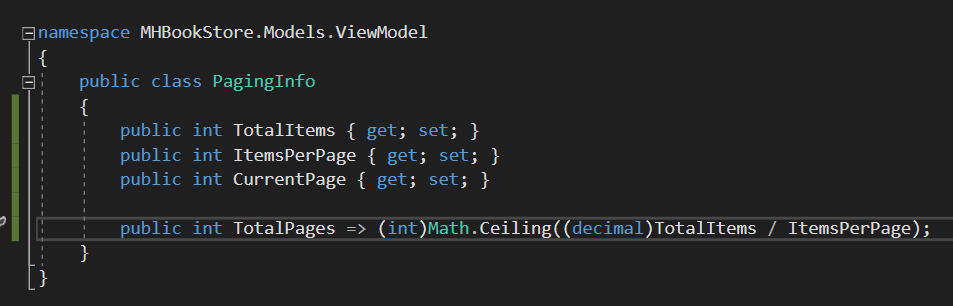 namespace MHBookStore.Models.ViewModel
{
public class PagingInfo
{
public int TotalItems { get; set; }
public int ItemsPerPage { get; set; }
public int CurrentPage { get; set; }
public int TotalPages => (int)Math.Ceiling((decimal)TotalItems / ItemsPerPage);
}
}